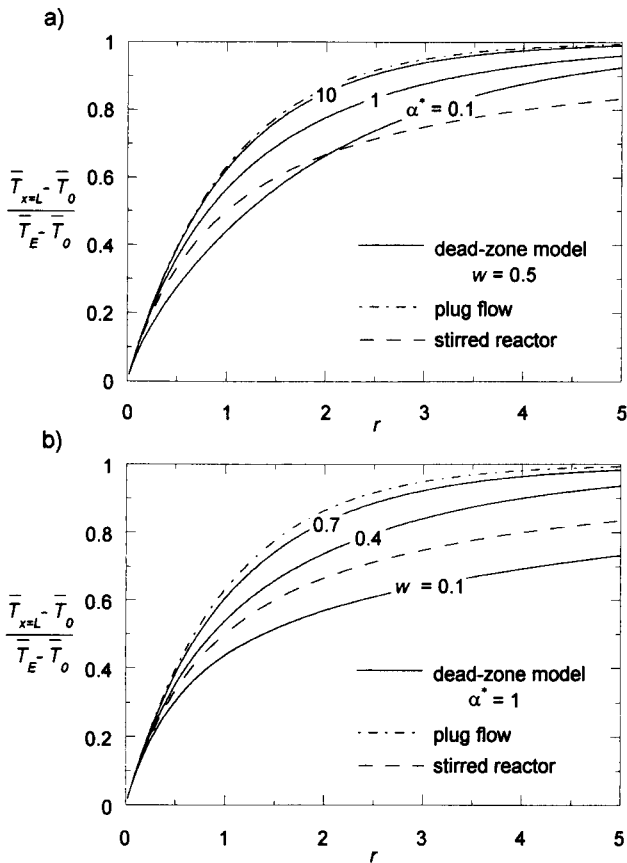 a)
1
0.8
0.6
0.4
0.2
0
10
1
α* = 0.1
T̅x=L - T̅0
T̅E - T̅0
dead-zone model
w = 0.5
plug flow
stirred reactor
0 1 2 3 4 5
r
b)
1
0.8
0.6
0.4
0.2
0
0.7
0.4
w = 0.1
T̅x=L - T̅0
T̅E - T̅0
dead-zone model
α* = 1
plug flow
stirred reactor
0 1 2 3 4 5
r